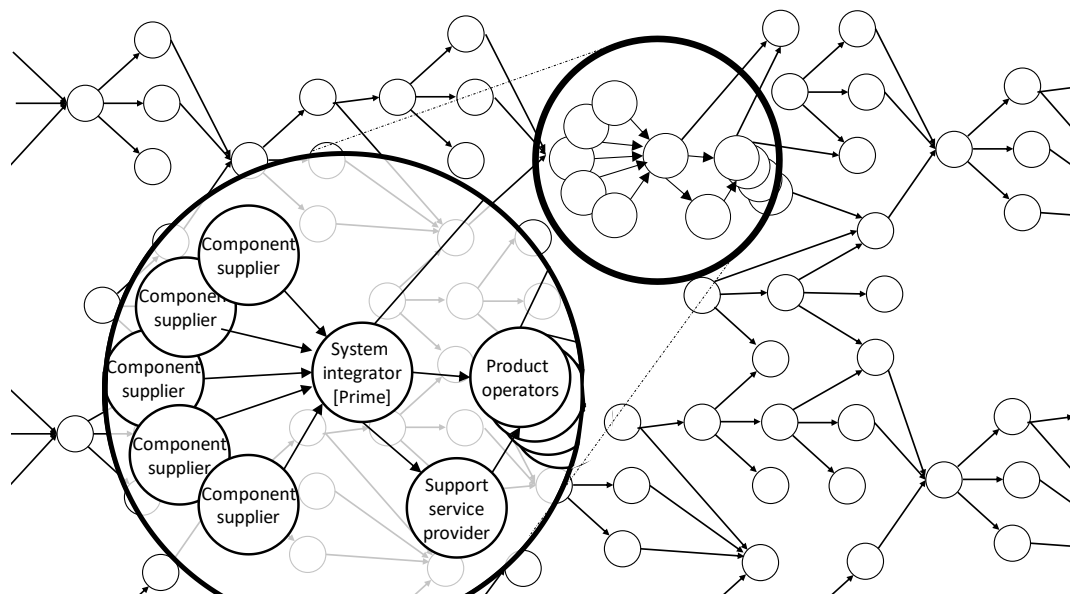 Component
supplier
Componen
supplier
Component
supplier
Component
supplier
Component
supplier
System
integrator
[Prime]
Product
operators
Support
service
provider